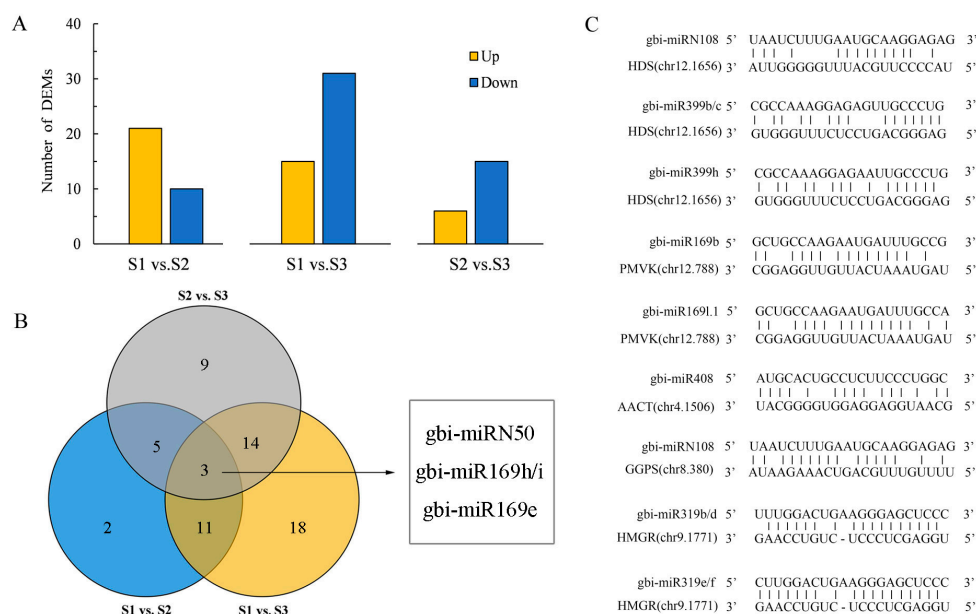 A
Number of DEMs
40
30
20
10
0
Up
Down
S1 vs.S2
S1 vs.S3
S2 vs.S3
B
S2 vs. S3
9
5
14
3
2
11
18
S1 vs. S2
S1 vs.S3
gbi-miRN50
gbi-miR169h/i
gbi-miR169e
C
gbi-miRN108 5’ UAAUCUUUGAAUGCAAGGAGAG 3’
HDS(chr12.1656) 3’ AUUGGGGGUUUACGUUCCCCAU 5’
gbi-miR399b/c 5’ CGCCAAAGGAGAGUUGCCCUG 3’
HDS(chr12.1656) 3’ GUGGGUUUCUCCUGACGGGAG 5’
gbi-miR399h 5’ CGCCAAAGGAGAAUUGCCCUG 3’
HDS(chr12.1656) 3’ GUGGGUUUCUCCUGACGGGAG 5’
gbi-miR169b 5’ GCUGCCAAGAAUGAUUUGCCG 3’
PMVK(chr12.788) 3’ CGGAGGUUGUUACUAAAUGAU 5’
gbi-miR169l.1 5’ GCUGCCAAGAAUGAUUUGCCA 3’
PMVK(chr12.788) 3’ CGGAGGUUGUUACUAAAUGAU 5’
gbi-miR408 5’ AUGCACUGCCUCUUCCCUGGC 3’
AACT(chr4.1506) 3’ UACGGGGUGGAGGAGGUAACG 5’
gbi-miRN108 5’ UAAUCUUUGAAUGCAAGGAGAG 3’
GGPS(chr8.380) 3’ AUAAGAAACUGACGUUUGUUUU 5’
gbi-miR319b/d 5’ UUUGGACUGAAGGGAGCUCCC 3’
HMGR(chr9.1771) 3’ GAACCUGUC-UCCCUCGAGGU 5’
gbi-miR319e/f 5’ CUUGGACUGAAGGGAGCUCCC 3’
HMGR(chr9.1771) 3’ GAACCUGUC-UCCCUCGAGGU 5’